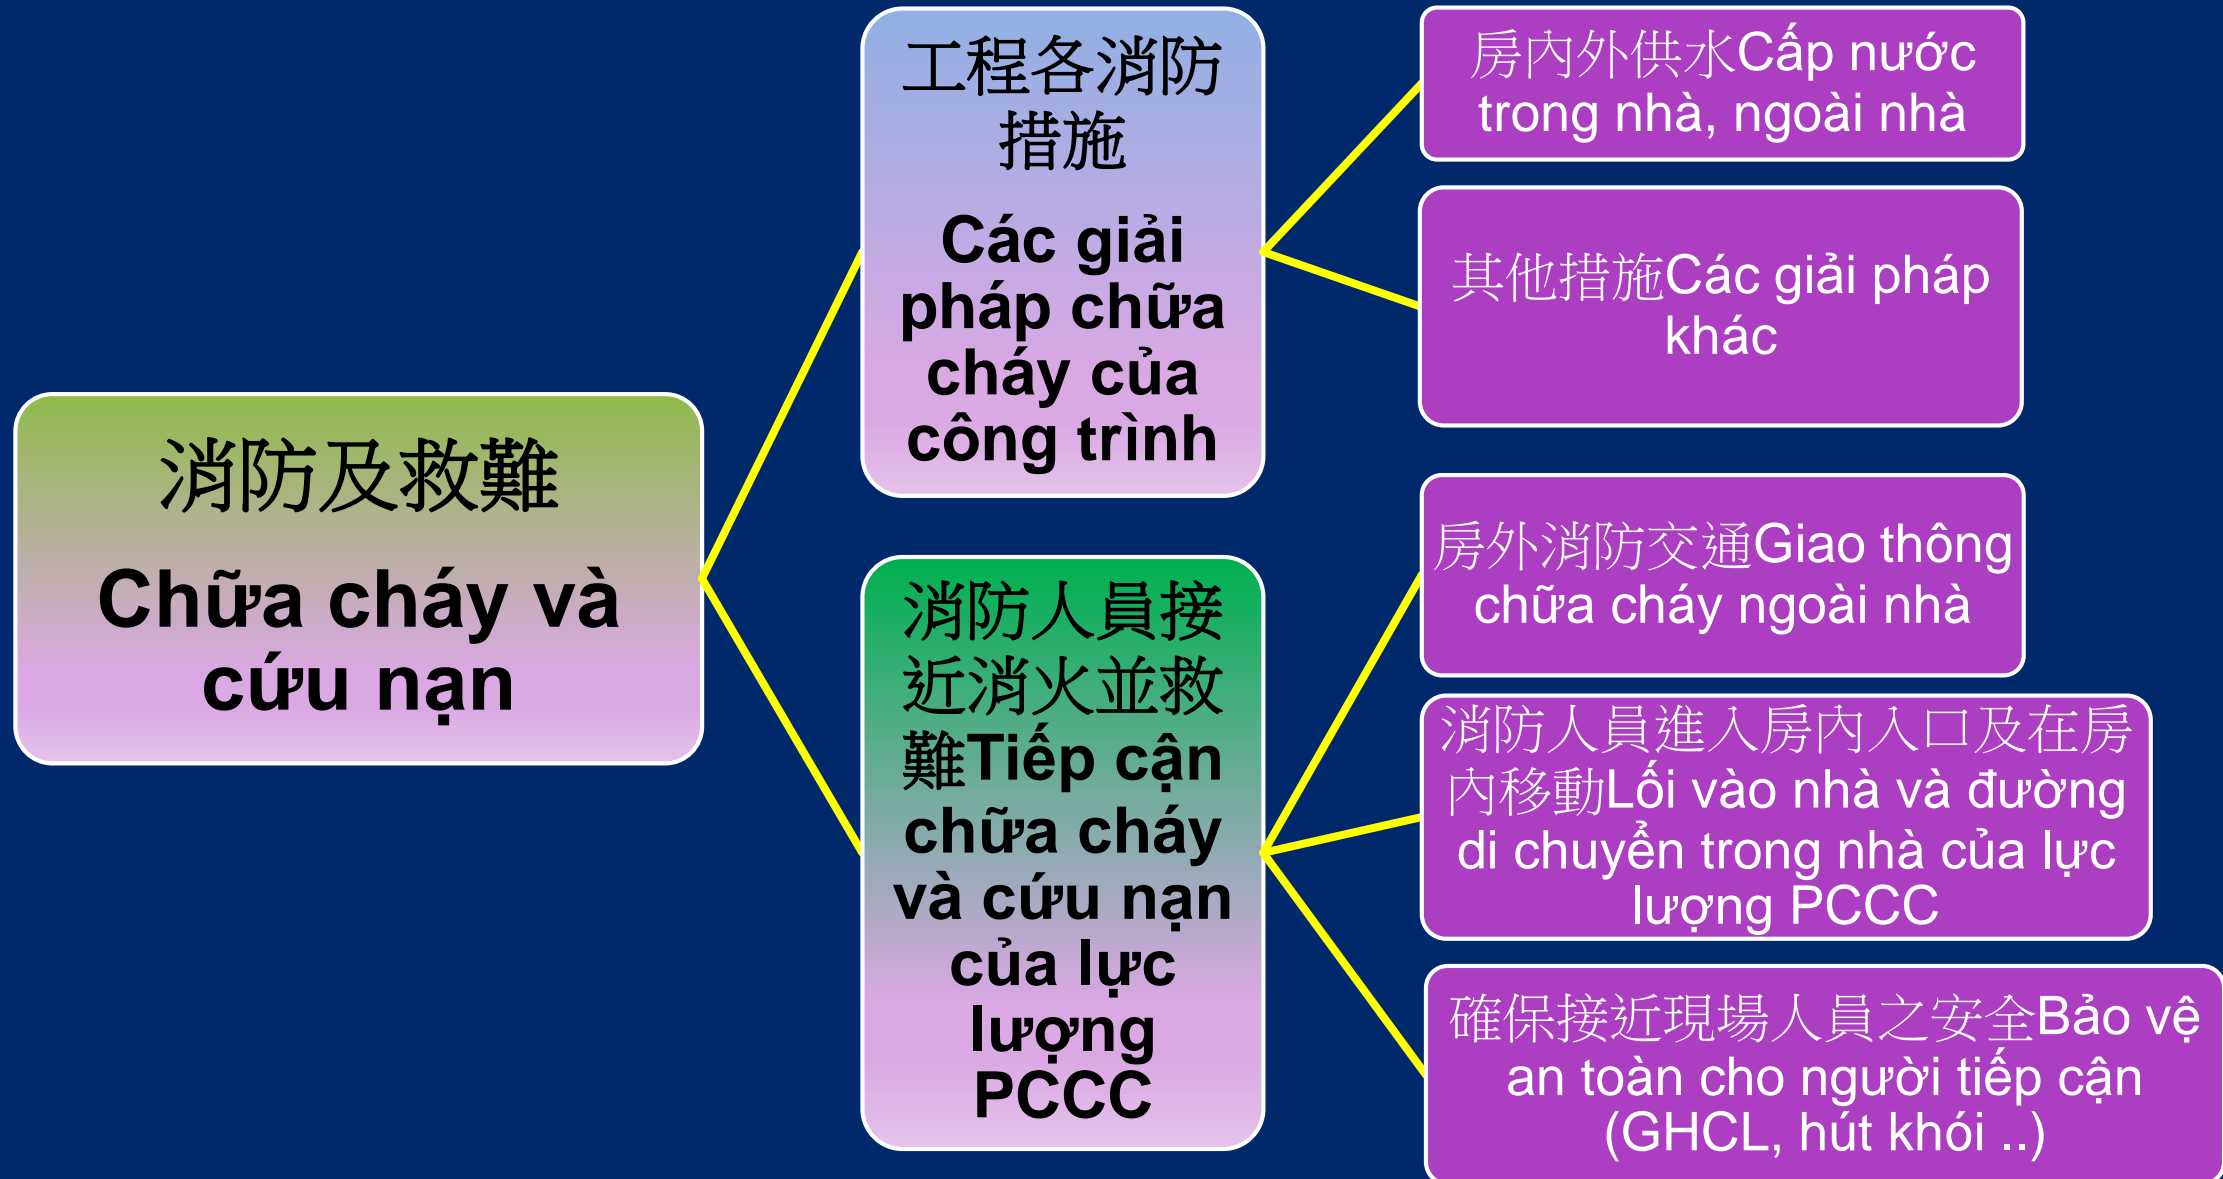 消防及救難
Chữa cháy và
cứu nạn
工程各消防
措施
Các giải
pháp chữa
cháy của
công trình
消防人員接
近消火並救
難Tiếp cận
chữa cháy
và cứu nạn
của lực
lượng
PCCC
房內外供水Cấp nước
trong nhà, ngoài nhà
其他措施Các giải pháp
khác
房外消防交通Giao thông
chữa cháy ngoài nhà
消防人員進入房內入口及在房
內移動Lối vào nhà và đường
di chuyển trong nhà của lực
lượng PCCC
確保接近現場人員之安全Bảo vệ
an toàn cho người tiếp cận
(GHCL, hút khói ..)